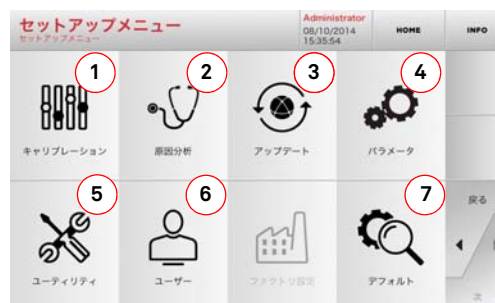 セットアップメニュー
セットアップメニュー
Administrator
08/10/2014
15:35:54
HOME
INFO
1
2
3
4
キャリブレーション
原因分析
アップデート
パラメータ
5
6
7
戻る
ユーティリティ
ユーザー
ファクトリ設定
デフォルト
次